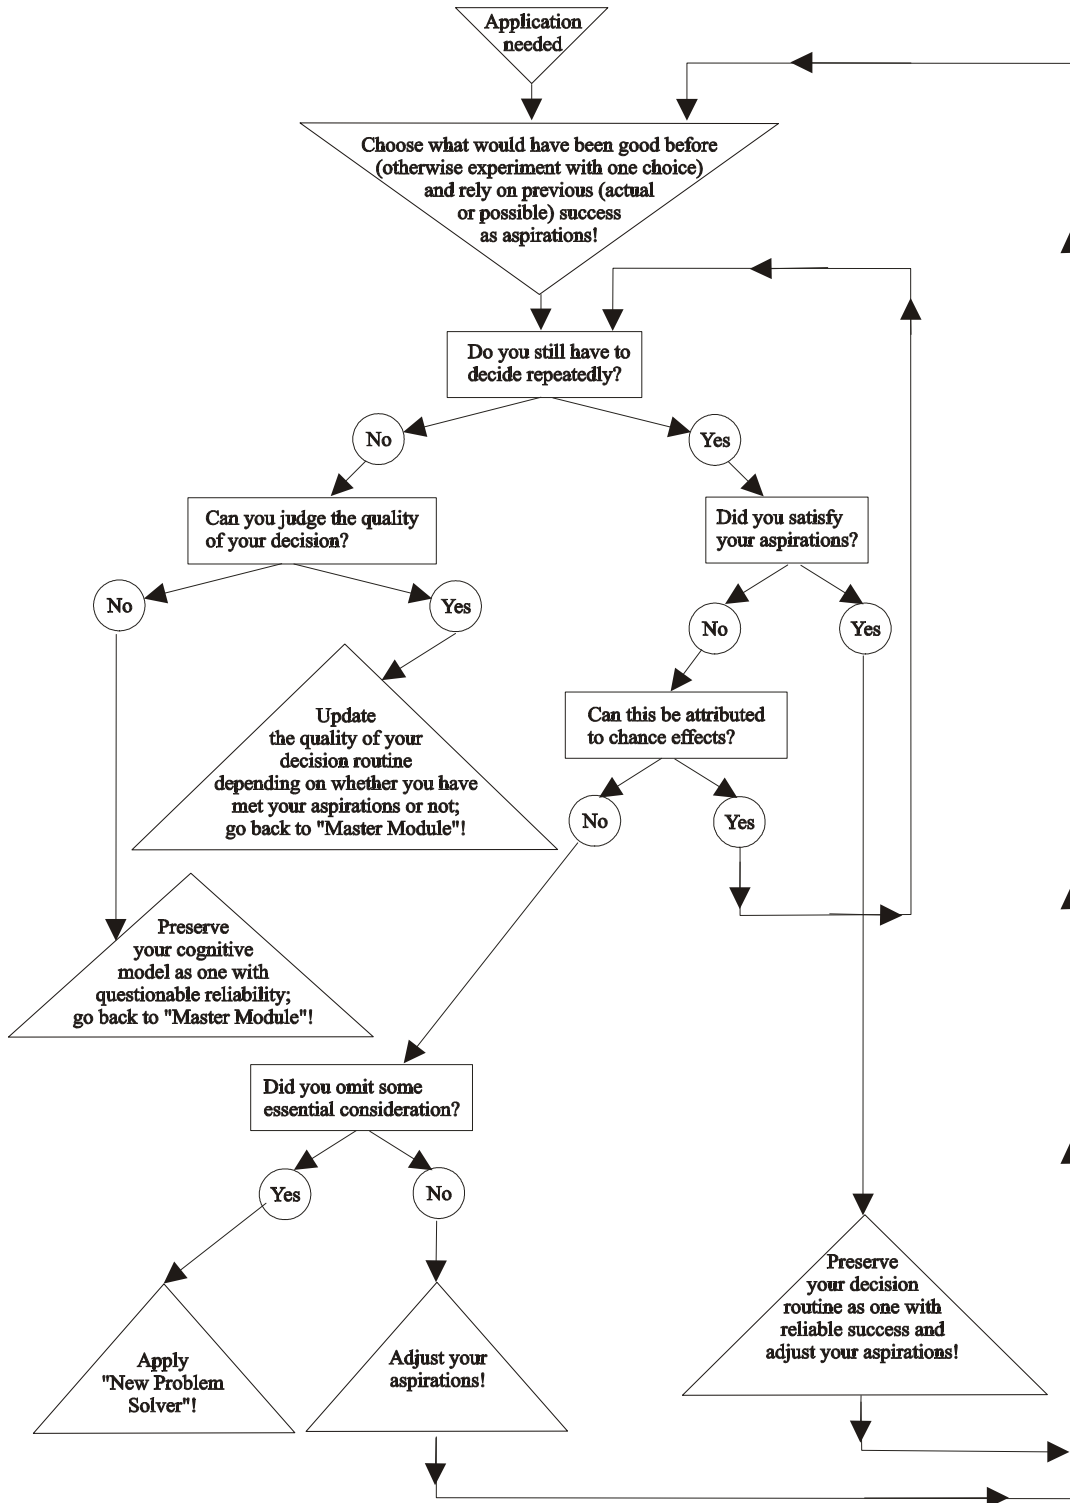 Application
needed
Choose what would have been good before
(otherwise experiment with one choice)
and rely on previous (actual
or possible) success
as aspirations!
Do you still have to
decide repeatedly?
No
Yes
Can you judge the quality
of your decision?
Did you satisfy
your aspirations?
No
Yes
No
Yes
Update
the quality of your
decision routine
depending on whether you have
met your aspirations or not;
go back to "Master Module"!
Can this be attributed
to chance effects?
No
Yes
Preserve
your cognitive
model as one with
questionable reliability;
go back to "Master Module"!
Did you omit some
essential consideration?
Yes
No
Preserve
your decision
routine as one with
reliable success and
adjust your aspirations!
Apply
"New Problem
Solver"!
Adjust your
aspirations!